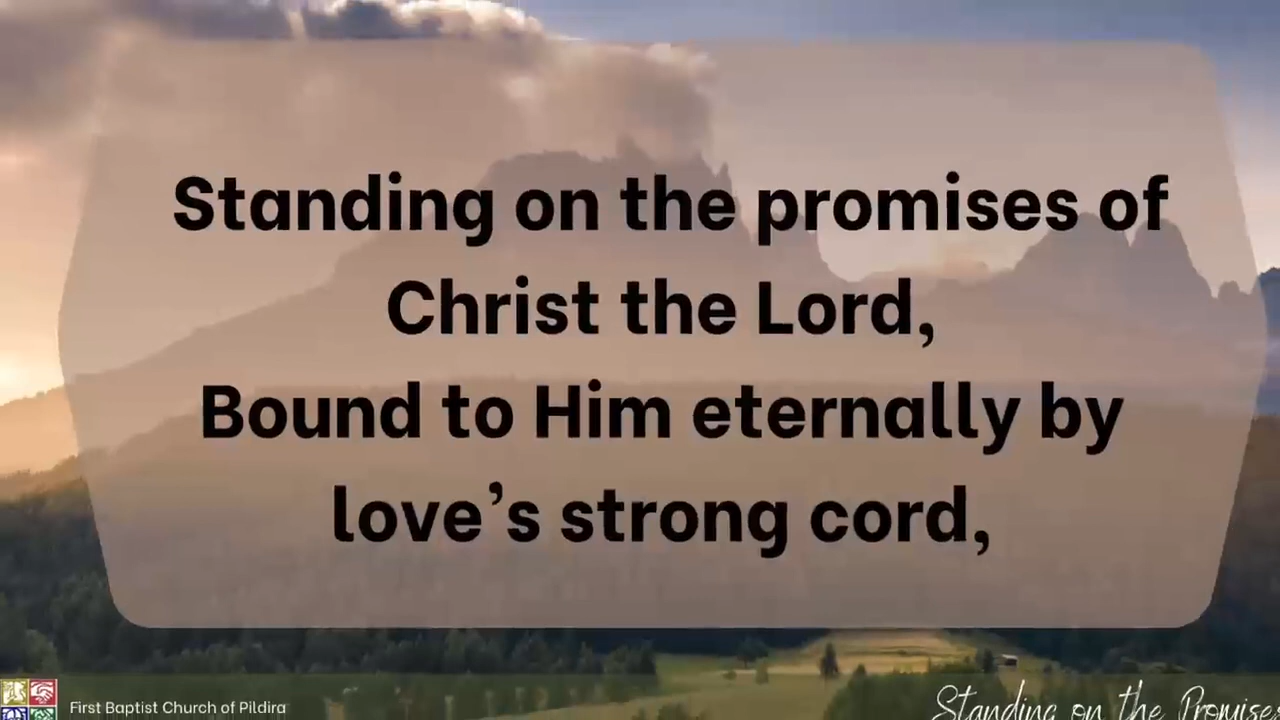 Standing on the promises of
Christ the Lord,
Bound to Him eternally by
love’s strong cord,
First Baptist Church of Pildira
Standing on the Promises